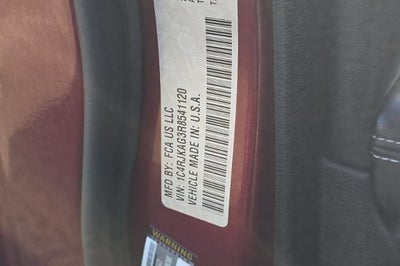 MFD BY: FCA US LLC
VIN: 1C4RJKAG3R8541120
VEHICLE MADE IN: U.S.A.
WARNING